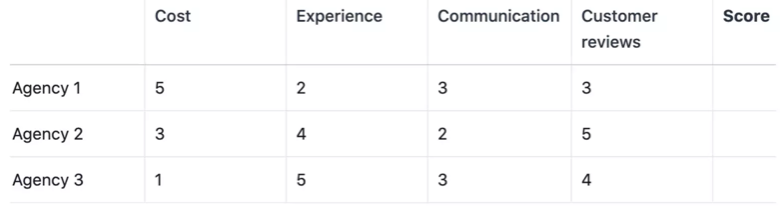 Cost Experience Communication Customer reviews Score
Agency 1 5 2 3 3
Agency 2 3 4 2 5
Agency 3 1 5 3 4